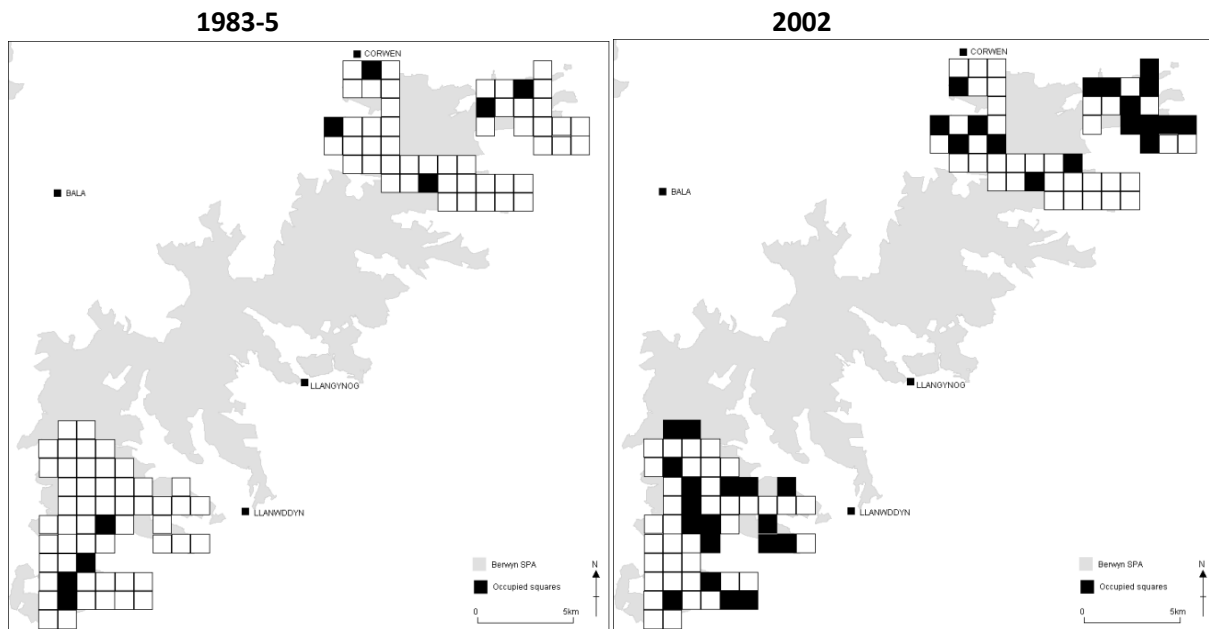 1983-5
2002
CORWEN
BALA
LLANGYNOG
LLANWDDYN
Berwyn SPA
Occupied squares
N
0 5km
CORWEN
BALA
LLANGYNOG
LLANWDDYN
Berwyn SPA
Occupied squares
N
0 5km